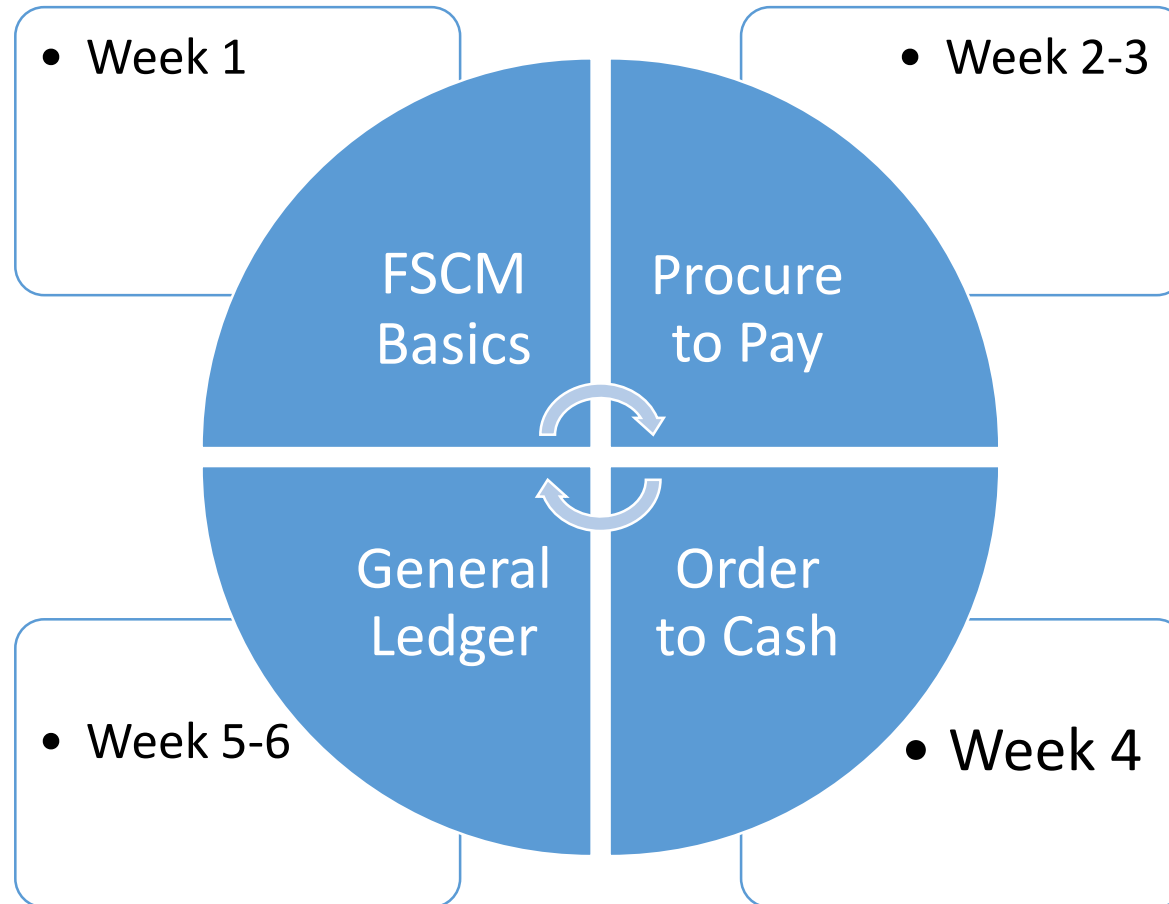 • Week 1
• Week 2-3
FSCM
Basics
Procure
to Pay
General
Ledger
Order
to Cash
• Week 5-6
• Week 4